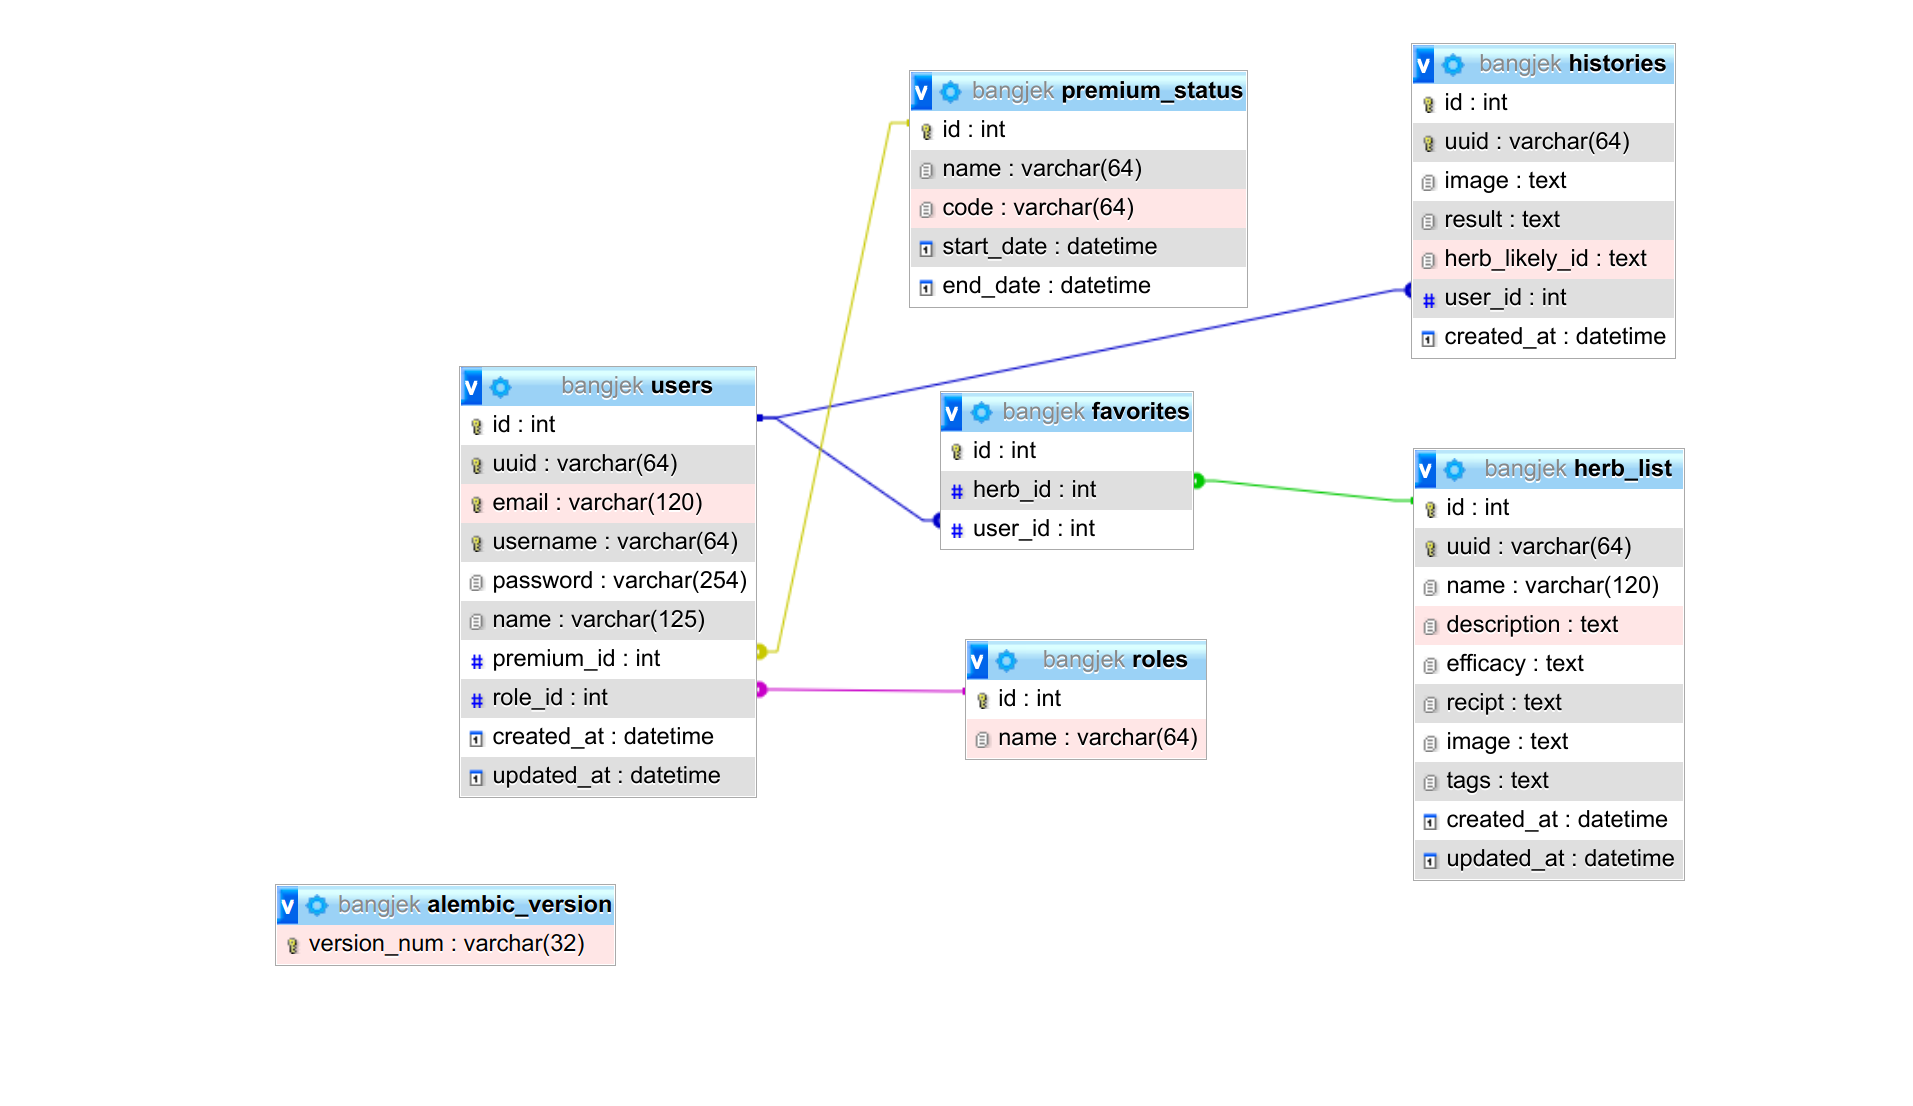 v bangjek premium_status
id : int
name : varchar(64)
code : varchar(64)
start_date : datetime
end_date : datetime
v bangjek histories
id : int
uuid : varchar(64)
image : text
result : text
herb_likely_id : text
# user_id : int
created_at : datetime
v bangjek users
id : int
uuid : varchar(64)
email : varchar(120)
username : varchar(64)
password : varchar(254)
name : varchar(125)
# premium_id : int
# role_id : int
created_at : datetime
updated_at : datetime
v bangjek favorites
id : int
# herb_id : int
# user_id : int
v bangjek herb_list
id : int
uuid : varchar(64)
name : varchar(120)
description : text
efficacy : text
recipt : text
image : text
tags : text
created_at : datetime
updated_at : datetime
v bangjek roles
id : int
name : varchar(64)
v bangjek alembic_version
version_num : varchar(32)